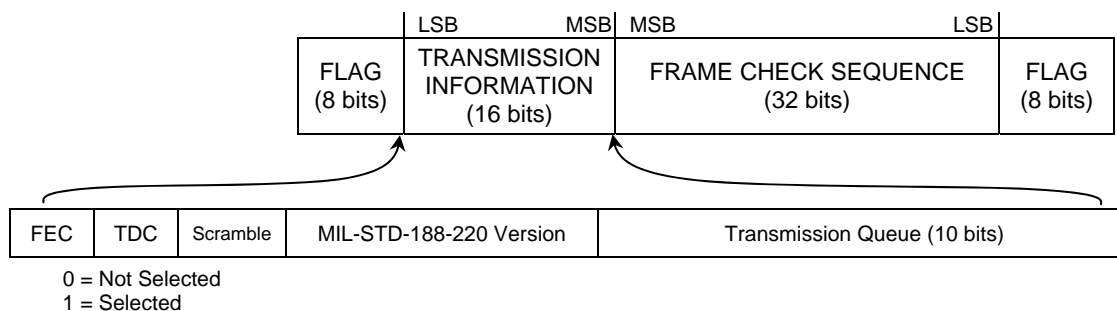 LSB MSB MSB LSB
FLAG
(8 bits)
TRANSMISSION
INFORMATION
(16 bits)
FRAME CHECK SEQUENCE
(32 bits)
FLAG
(8 bits)
FEC TDC Scramble MIL-STD-188-220 Version Transmission Queue (10 bits)
0 = Not Selected
1 = Selected